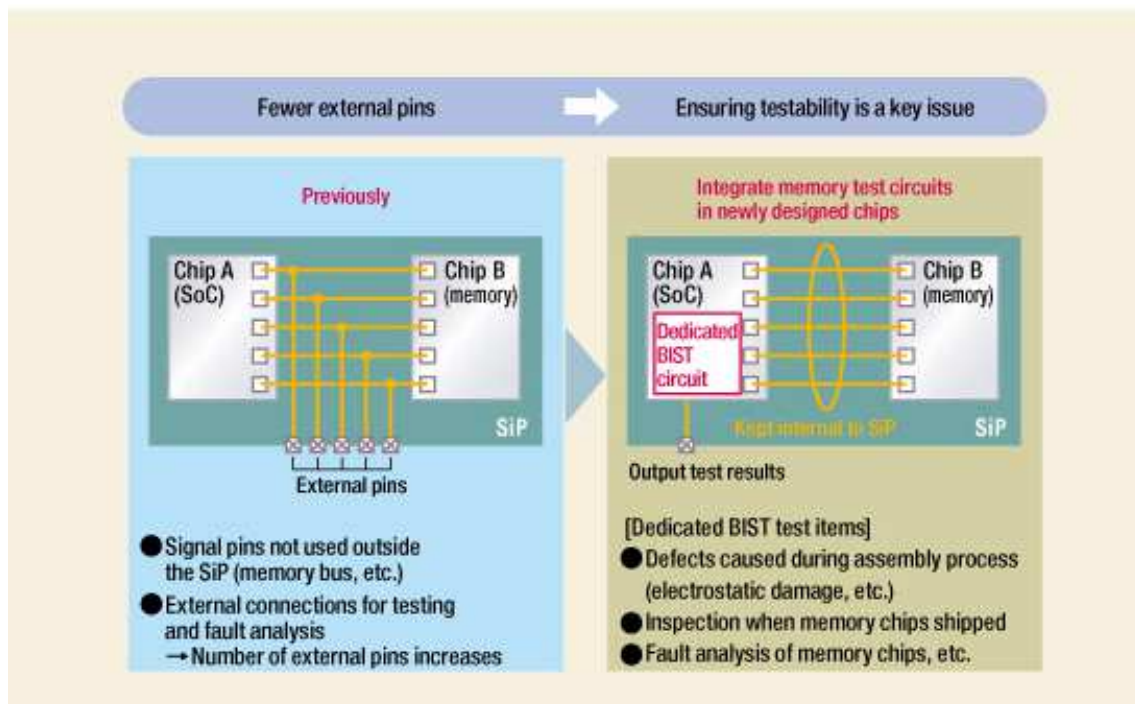 Fewer external pins
Ensuring testability is a key issue
Previously
Chip A
(SoC)
Chip B
(memory)
SiP
External pins
●Signal pins not used outside
the SiP (memory bus, etc.)
●External connections for testing
and fault analysis
→Number of external pins increases
Integrate memory test circuits
in newly designed chips
Chip A
(SoC)
Dedicated
BIST
circuit
Chip B
(memory)
Kept internal to SiP
SiP
Output test results
[Dedicated BIST test items]
●Defects caused during assembly process
(electrostatic damage, etc.)
●Inspection when memory chips shipped
●Fault analysis of memory chips, etc.